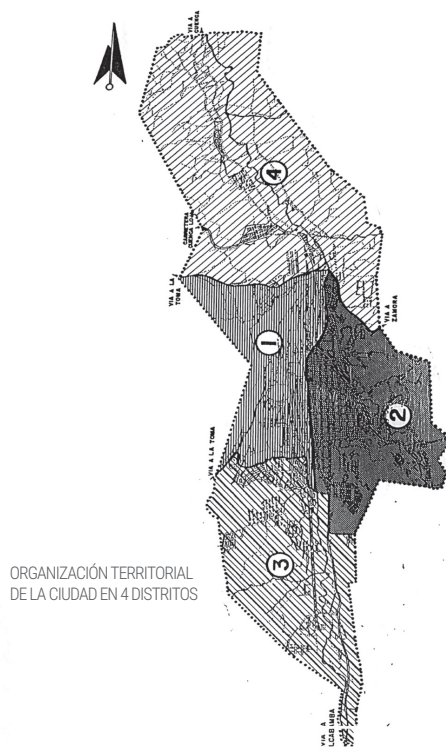 VIA A
CUENCA
4
VIA A LA
TOMA
1
VIA A
ZAMORA
2
VIA A LA TOMA
3
ORGANIZACIÓN TERRITORIAL
DE LA CIUDAD EN 4 DISTRITOS
VIA A